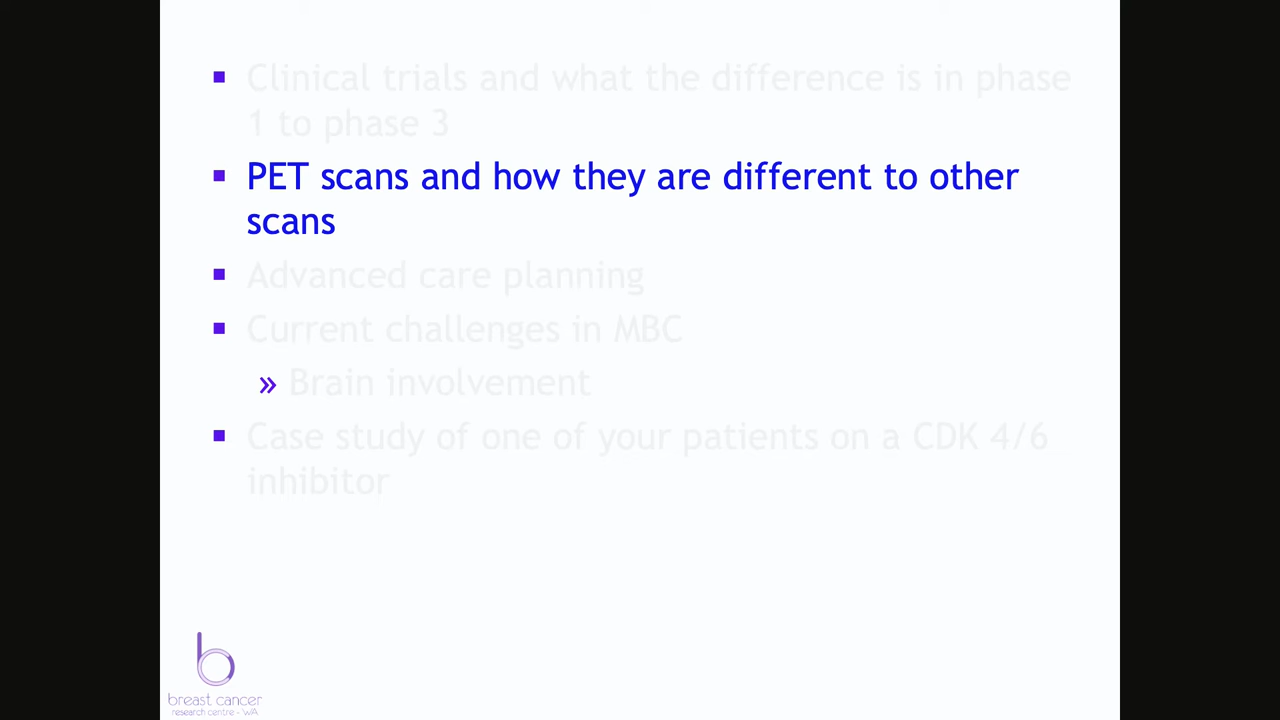 Clinical trials and what the difference is in phase
1 to phase 3
PET scans and how they are different to other
scans
Advanced care planning
Current challenges in MBC
» Brain involvement
Case study of one of your patients on a CDK 4/6
inhibitor
b
breast cancer
research centre - WA